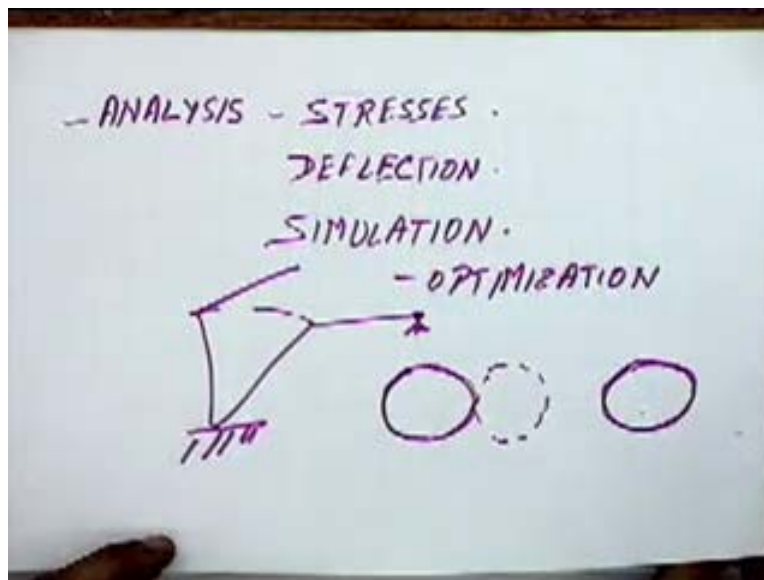 - ANALYSIS - STRESSES.
DEFLECTION.
SIMULATION.
- OPTIMIZATION